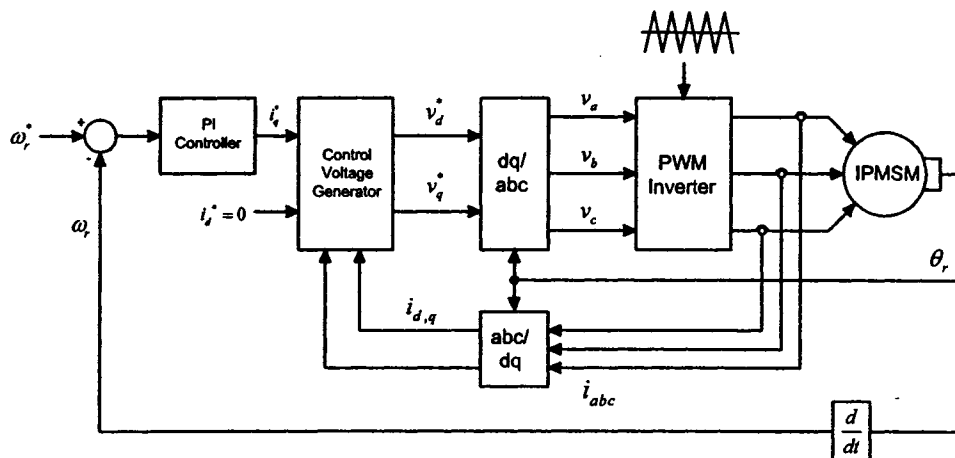 ω*r
+
-
PI
Controller
i*q
i*d = 0
Control
Voltage
Generator
v*d
v*q
dq/
abc
va
vb
vc
PWM
Inverter
IPMSM
θr
ωr
id,q
abc/
dq
iabc
d
dt